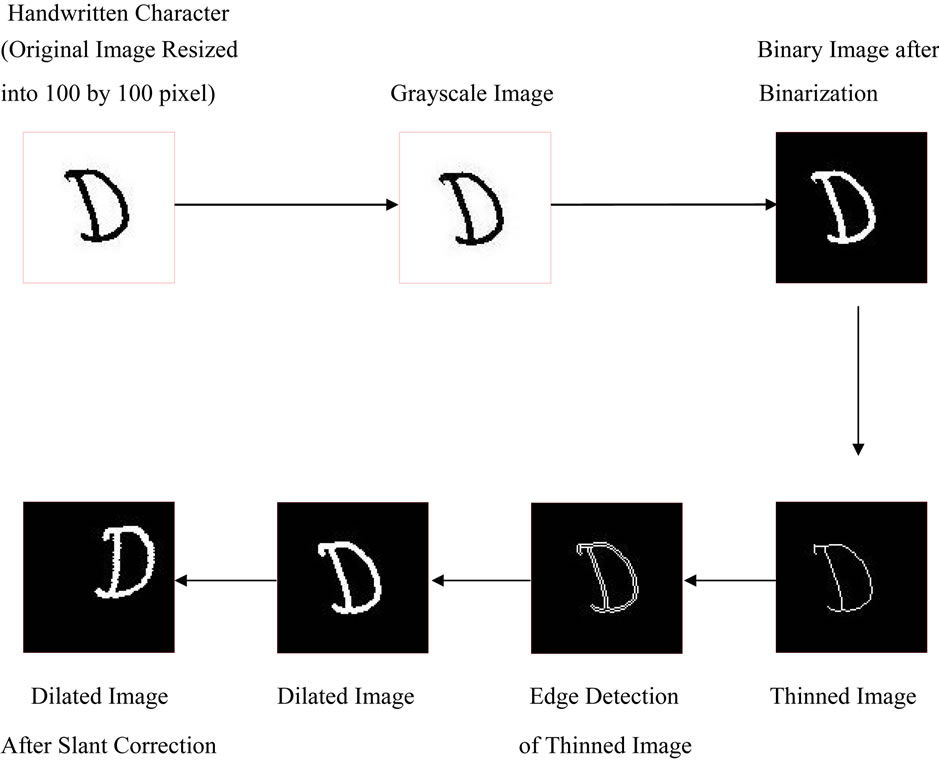 Handwritten Character
(Original Image Resized
into 100 by 100 pixel)
Grayscale Image
Binary Image after
Binarization
D
D
D
D
D
D
D
Dilated Image
After Slant Correction
Dilated Image
Edge Detection
of Thinned Image
Thinned Image